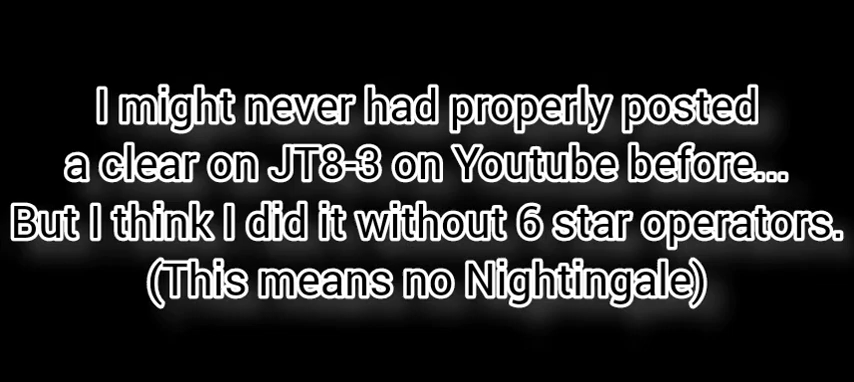 I might never had properly posted
a clear on JT8-3 on Youtube before...
But I think I did it without 6 star operators.
(This means no Nightingale)